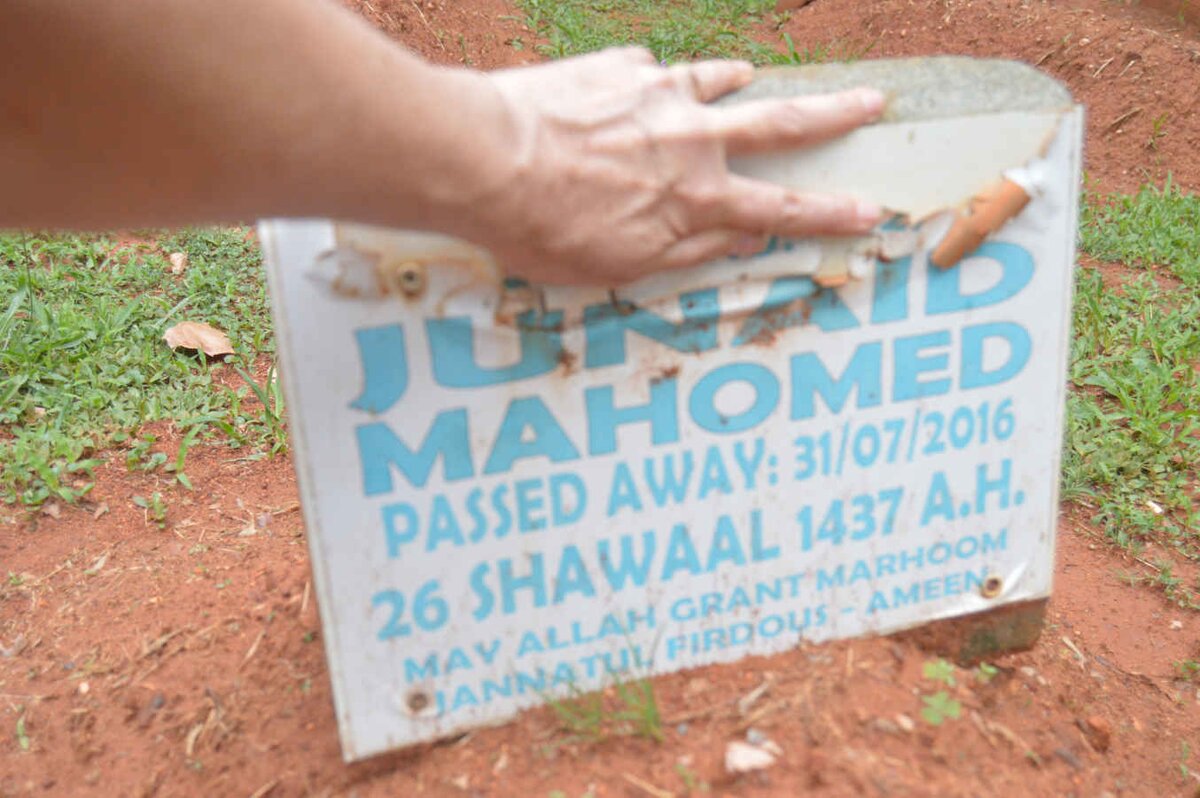 JUNAID
MAHOMED
PASSED AWAY: 31/07/2016
26 SHAWAAL 1437 A.H.
MAY ALLAH GRANT MARHOOM
JANNATUL FIRDOUS - AMEEN